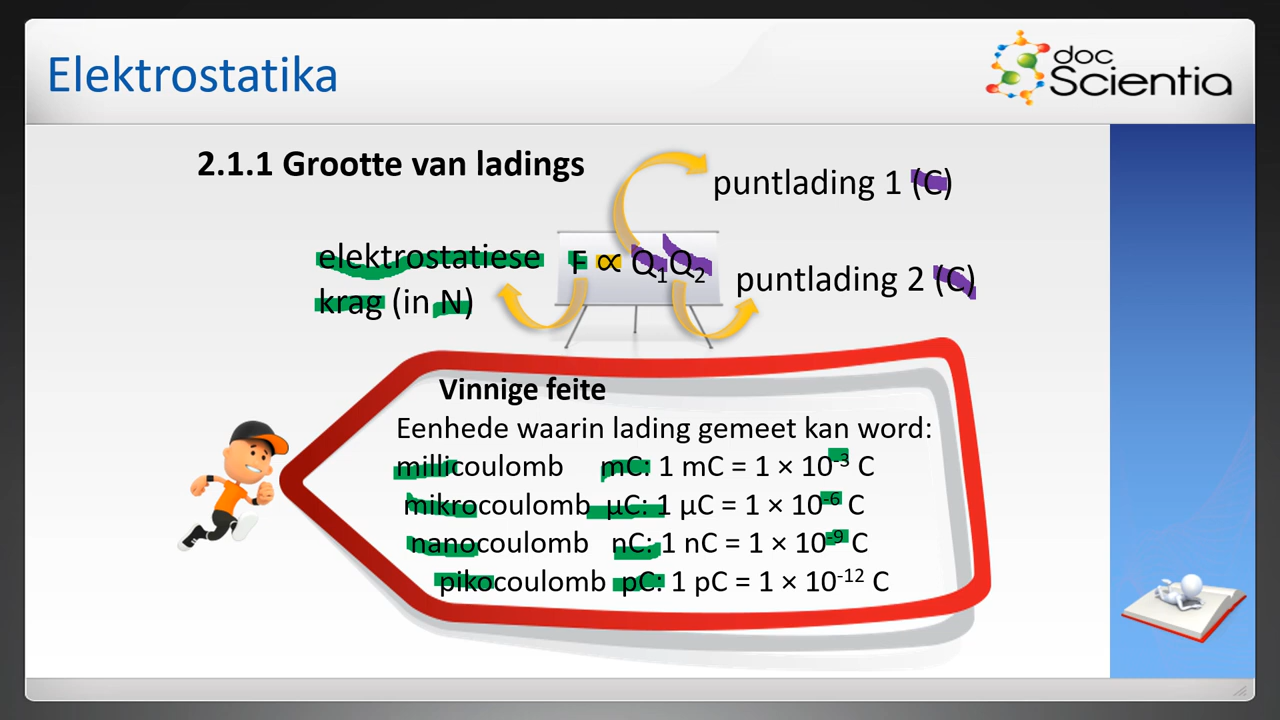 Elektrostatika
doc
Scientia
2.1.1 Grootte van ladings
puntlading 1 (C)
elektrostatiese
krag (in N)
F ∝ Q₁Q₂
puntlading 2 (C)
Vinnige feite
Eenhede waarin lading gemeet kan word:
millicoulomb mC: 1 mC = 1 × 10⁻³ C
mikrocoulomb µC: 1 µC = 1 × 10⁻⁶ C
nanocoulomb nC: 1 nC = 1 × 10⁻⁹ C
pikocoulomb pC: 1 pC = 1 × 10⁻¹² C